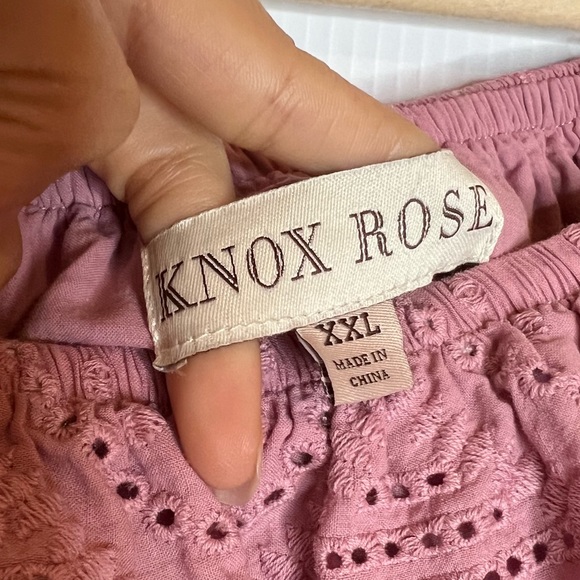 KNOX ROSE
XXL
MADE IN
CHINA